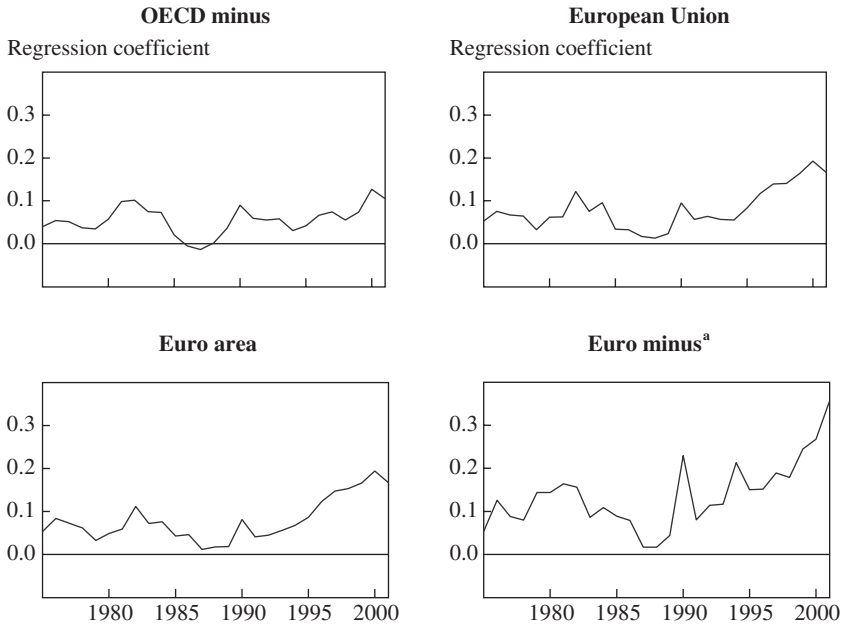 OECD minus
Regression coefficient
0.3
0.2
0.1
0.0
European Union
Regression coefficient
0.3
0.2
0.1
0.0
Euro area
0.3
0.2
0.1
0.0
1980 1985 1990 1995 2000
Euro minusᵃ
0.3
0.2
0.1
0.0
1980 1985 1990 1995 2000